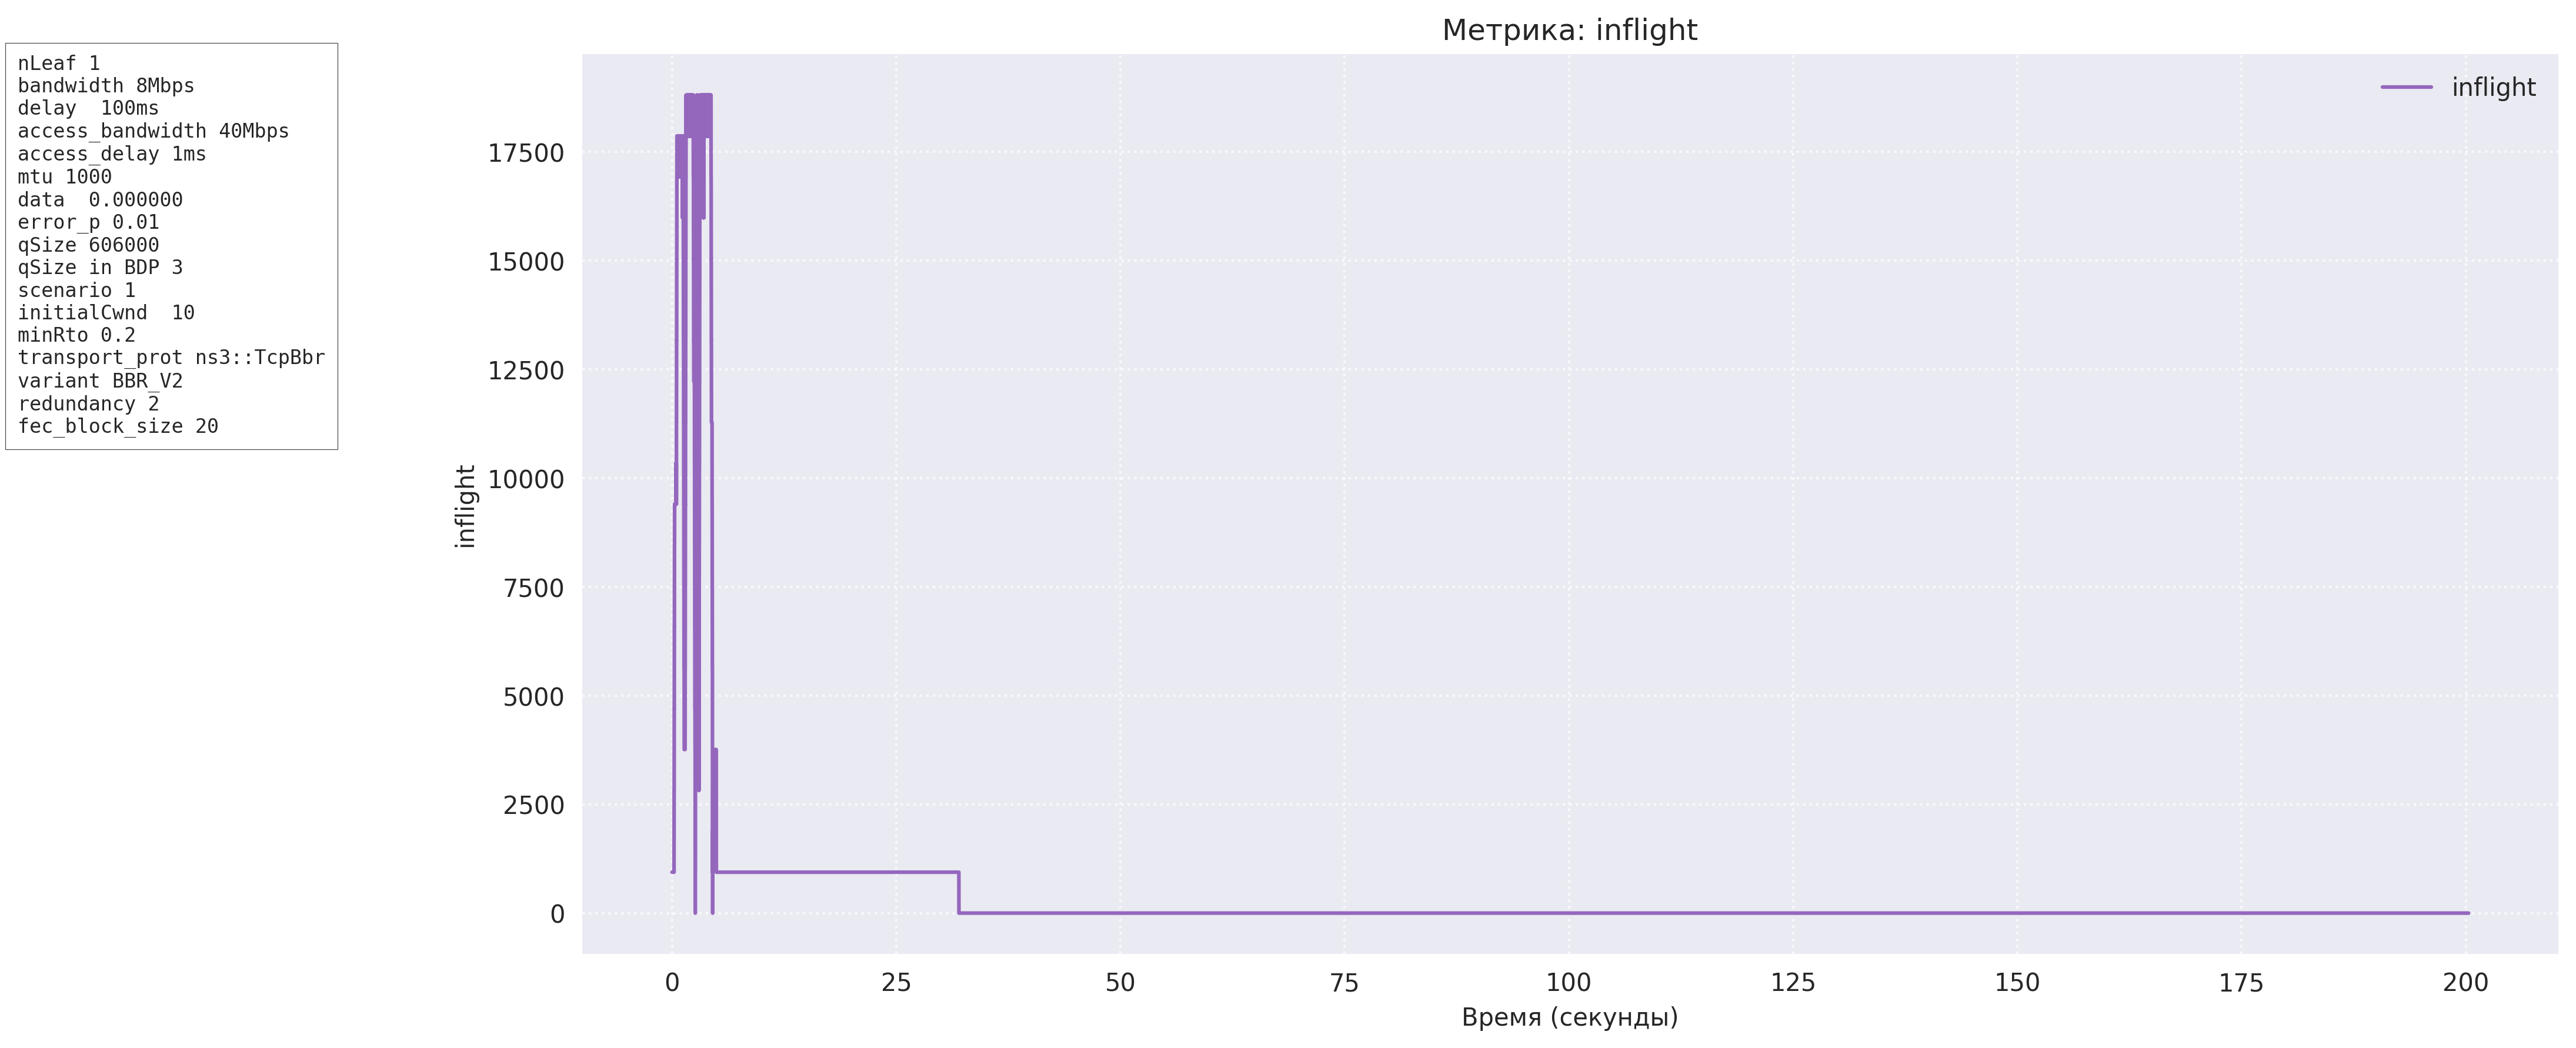 Метрика: inflight
nLeaf 1
bandwidth 8Mbps
delay  100ms
access_bandwidth 40Mbps
access_delay 1ms
mtu 1000
data  0.000000
error_p 0.01
qSize 606000
qSize in BDP 3
scenario 1
initialCwnd  10
minRto 0.2
transport_prot ns3::TcpBbr
variant BBR_V2
redundancy 2
fec_block_size 20
inflight
17500
15000
12500
10000
7500
5000
2500
0
inflight
0 25 50 75 100 125 150 175 200
Время (секунды)